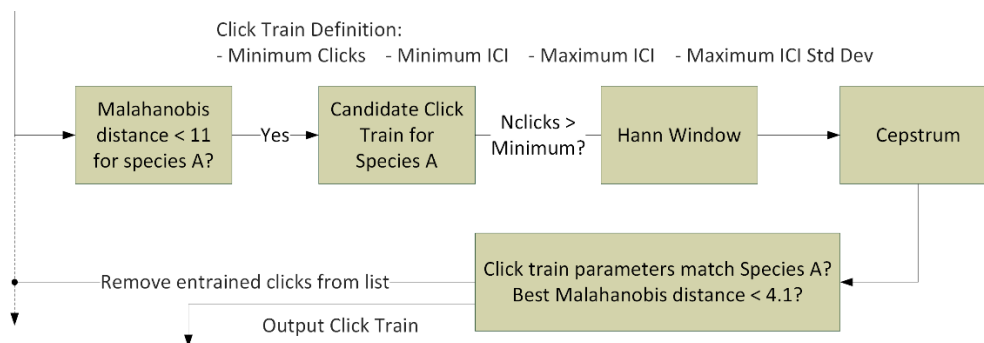 Click Train Definition:
- Minimum Clicks - Minimum ICI - Maximum ICI - Maximum ICI Std Dev
Malahanobis
distance < 11
for species A?
Yes
Candidate Click
Train for
Species A
Nclicks >
Minimum?
Hann Window
Cepstrum
Click train parameters match Species A?
Best Malahanobis distance < 4.1?
Remove entrained clicks from list
Output Click Train